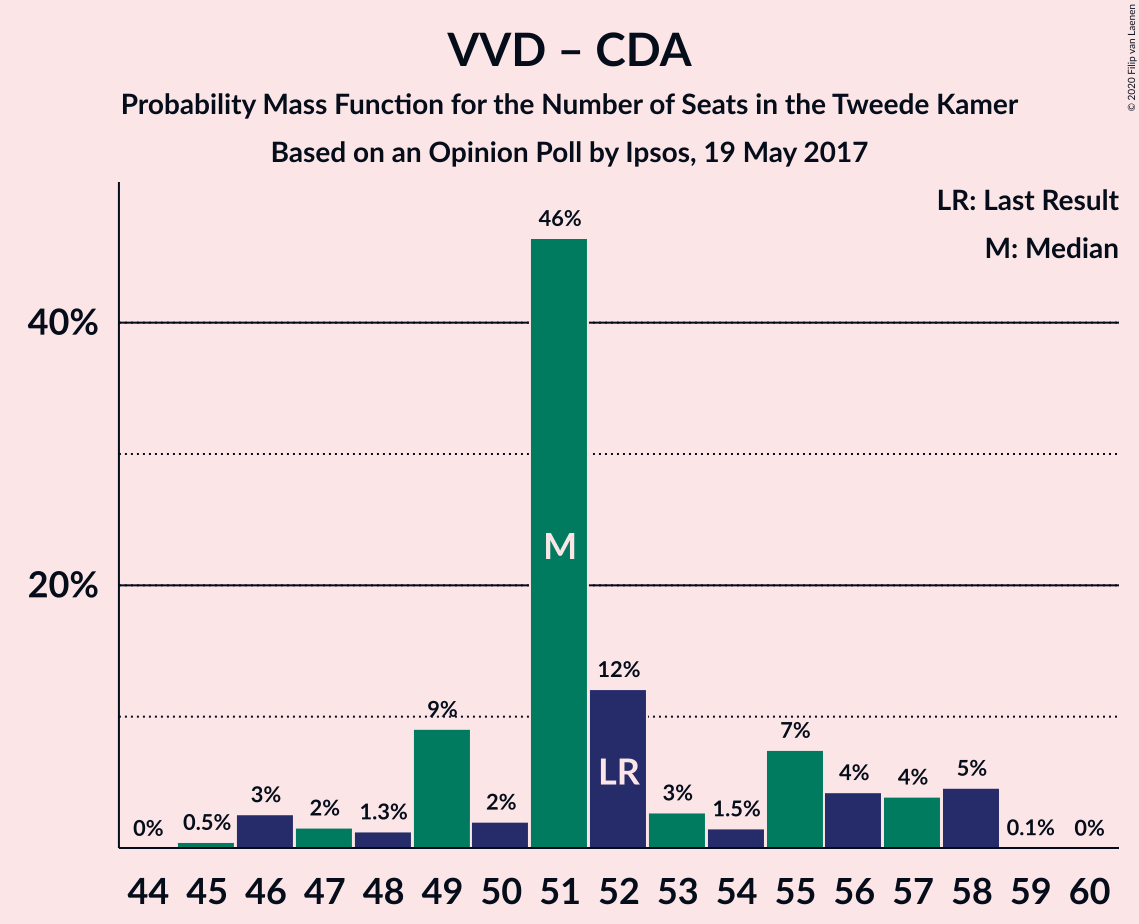 VVD – CDA
Probability Mass Function for the Number of Seats in the Tweede Kamer
Based on an Opinion Poll by Ipsos, 19 May 2017
© 2020 Filip van Laenen
LR: Last Result
M: Median
40%
20%
0%
0.5%
3%
2%
1.3%
9%
2%
46%
12%
3%
1.5%
7%
4%
4%
5%
0.1%
0%
M
LR
44 45 46 47 48 49 50 51 52 53 54 55 56 57 58 59 60